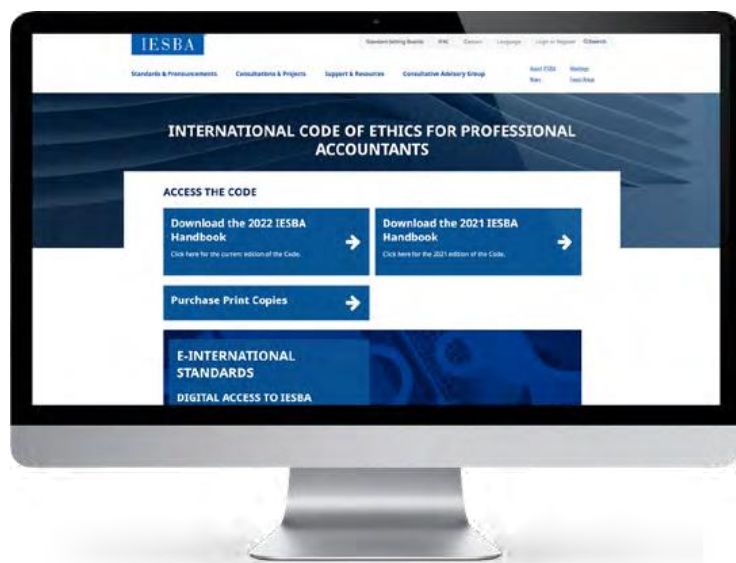 IESBA
Standard-Setting Boards IFAC Contact Language Login or Register Search
Standards & Pronouncements Consultations & Projects Support & Resources Consultative Advisory Group
About IESBA Meetings
News Focus Areas
INTERNATIONAL CODE OF ETHICS FOR PROFESSIONAL
ACCOUNTANTS
ACCESS THE CODE
Download the 2022 IESBA
Handbook
Click here for the current edition of the Code.
Download the 2021 IESBA
Handbook
Click here for the 2021 edition of the Code.
Purchase Print Copies
E-INTERNATIONAL
STANDARDS
DIGITAL ACCESS TO IESBA